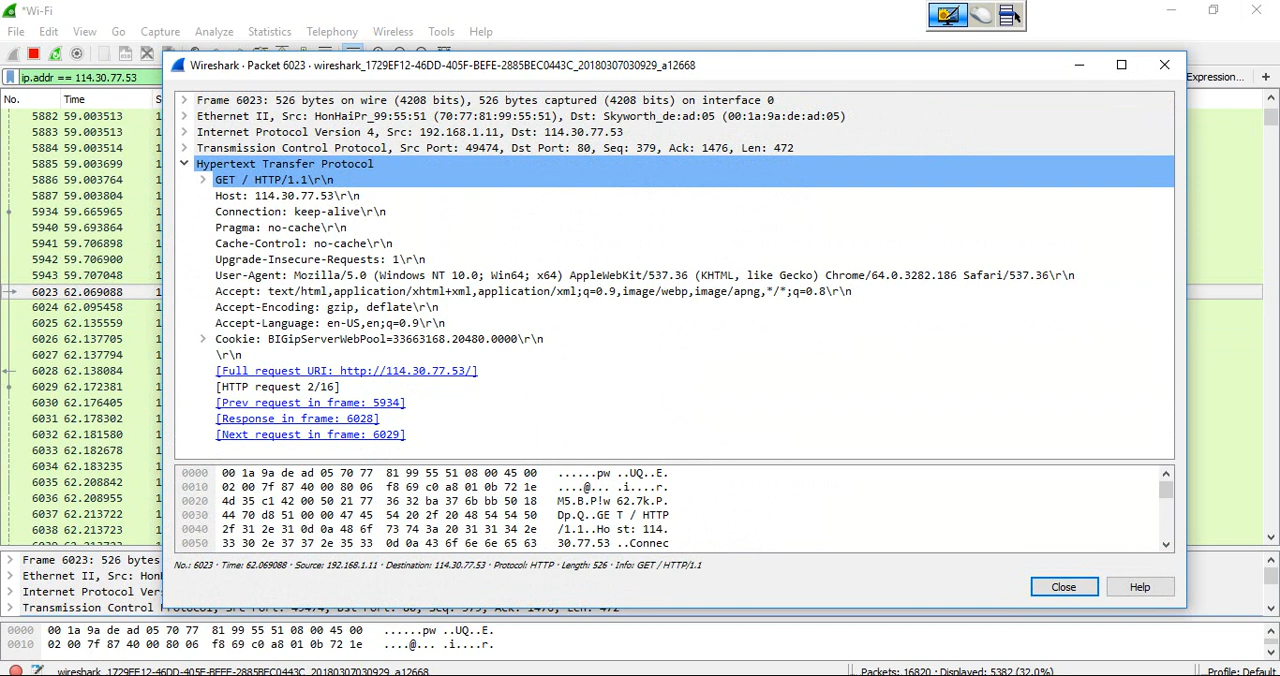 *Wi-Fi
File Edit View Go Capture Analyze Statistics Telephony Wireless Tools Help
ip.addr == 114.30.77.53
Expression...
No. Time
5882 59.003513
5883 59.003513
5884 59.003514
5885 59.003699
5886 59.003764
5887 59.003804
5934 59.665965
5940 59.693864
5941 59.706898
5942 59.706900
5943 59.707048
6023 62.069088
6024 62.095458
6025 62.135559
6026 62.137705
6027 62.137794
6028 62.138084
6029 62.172381
6030 62.176405
6031 62.178302
6032 62.181580
6033 62.182678
6034 62.183235
6035 62.208842
6036 62.208955
6037 62.213722
6038 62.213723
Wireshark · Packet 6023 · wireshark_1729EF12-46DD-405F-BEFE-2885BEC0443C_20180307030929_a12668
Frame 6023: 526 bytes on wire (4208 bits), 526 bytes captured (4208 bits) on interface 0
Ethernet II, Src: HonHaiPr_99:55:51 (70:77:81:99:55:51), Dst: Skyworth_de:ad:05 (00:1a:9a:de:ad:05)
Internet Protocol Version 4, Src: 192.168.1.11, Dst: 114.30.77.53
Transmission Control Protocol, Src Port: 49474, Dst Port: 80, Seq: 379, Ack: 1476, Len: 472
Hypertext Transfer Protocol
GET / HTTP/1.1\r\n
Host: 114.30.77.53\r\n
Connection: keep-alive\r\n
Pragma: no-cache\r\n
Cache-Control: no-cache\r\n
Upgrade-Insecure-Requests: 1\r\n
User-Agent: Mozilla/5.0 (Windows NT 10.0; Win64; x64) AppleWebKit/537.36 (KHTML, like Gecko) Chrome/64.0.3282.186 Safari/537.36\r\n
Accept: text/html,application/xhtml+xml,application/xml;q=0.9,image/webp,image/apng,*/*;q=0.8\r\n
Accept-Encoding: gzip, deflate\r\n
Accept-Language: en-US,en;q=0.9\r\n
Cookie: BIGipServerWebPool=33663168.20480.0000\r\n
\r\n
[Full request URI: http://114.30.77.53/]
[HTTP request 2/16]
[Prev request in frame: 5934]
[Response in frame: 6028]
[Next request in frame: 6029]
0000 00 1a 9a de ad 05 70 77 81 99 55 51 08 00 45 00 ......pw ..UQ..E.
0010 02 00 7f 87 40 00 80 06 f8 69 c0 a8 01 0b 72 1e ....@... .i....r.
0020 4d 35 c1 42 00 50 21 77 36 32 ba 37 6b bb 50 18 M5.B.P!w 62.7k.P.
0030 44 70 d8 51 00 00 47 45 54 20 2f 20 48 54 54 50 Dp.Q..GE T / HTTP
0040 2f 31 2e 31 0d 0a 48 6f 73 74 3a 20 31 31 34 2e /1.1..Ho st: 114.
0050 33 30 2e 37 37 2e 35 33 0d 0a 43 6f 6e 6e 65 63 30.77.53 ..Connec
No.: 6023 · Time: 62.069088 · Source: 192.168.1.11 · Destination: 114.30.77.53 · Protocol: HTTP · Length: 526 · Info: GET / HTTP/1.1
Close Help
Frame 6023: 526 bytes
Ethernet II, Src: Hon
Internet Protocol Ver
Transmission Control Protocol, Src Port: 49474, Dst Port: 80, Seq: 379, Ack: 1476, Len: 472
0000 00 1a 9a de ad 05 70 77 81 99 55 51 08 00 45 00 ......pw ..UQ..E.
0010 02 00 7f 87 40 00 80 06 f8 69 c0 a8 01 0b 72 1e ....@... .i....r.
wireshark_1729EF12-46DD-405F-BEFE-2885BEC0443C_20180307030929_a12668
Packets: 16820 · Displayed: 5382 (32.0%)
Profile: Default